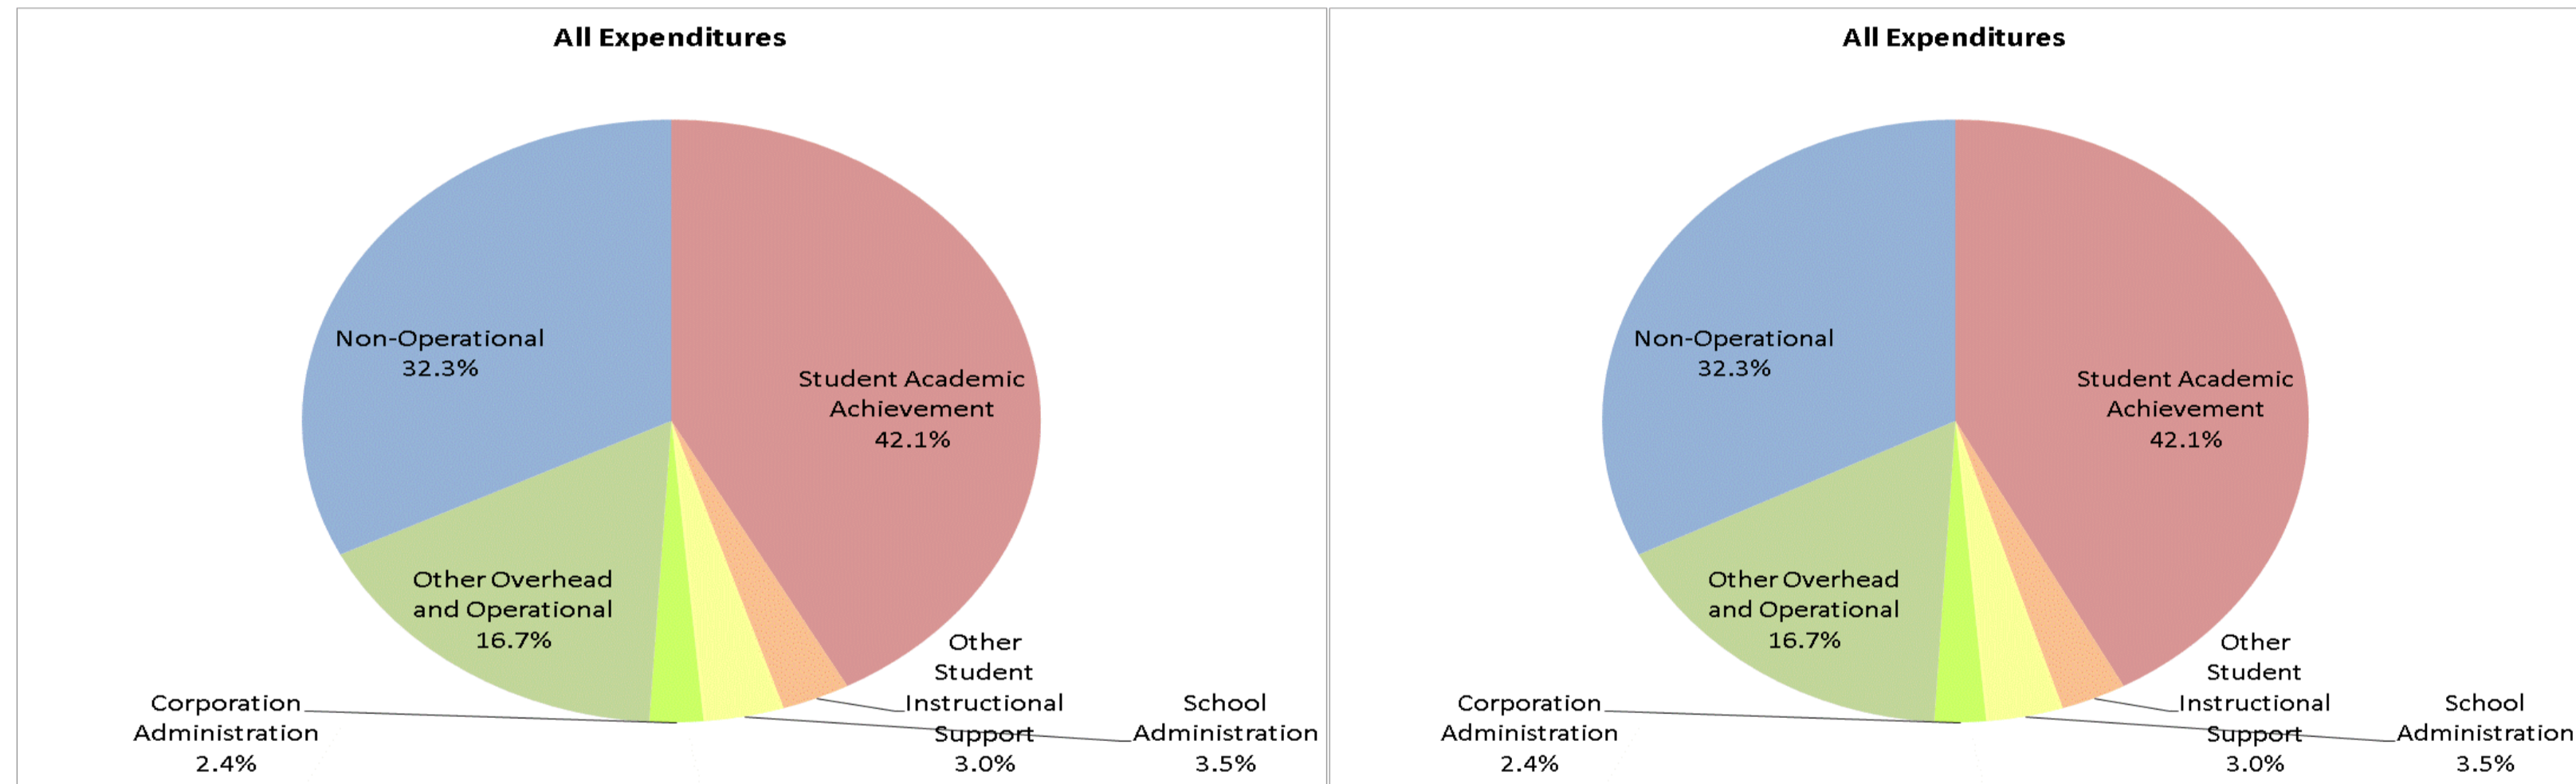 All Expenditures
Non-Operational
32.3%
Student Academic
Achievement
42.1%
Other Overhead
and Operational
16.7%
Other
Student
Instructional
Support
3.0%
Corporation
Administration
2.4%
School
Administration
3.5%
All Expenditures
Non-Operational
32.3%
Student Academic
Achievement
42.1%
Other Overhead
and Operational
16.7%
Other
Student
Instructional
Support
3.0%
Corporation
Administration
2.4%
School
Administration
3.5%